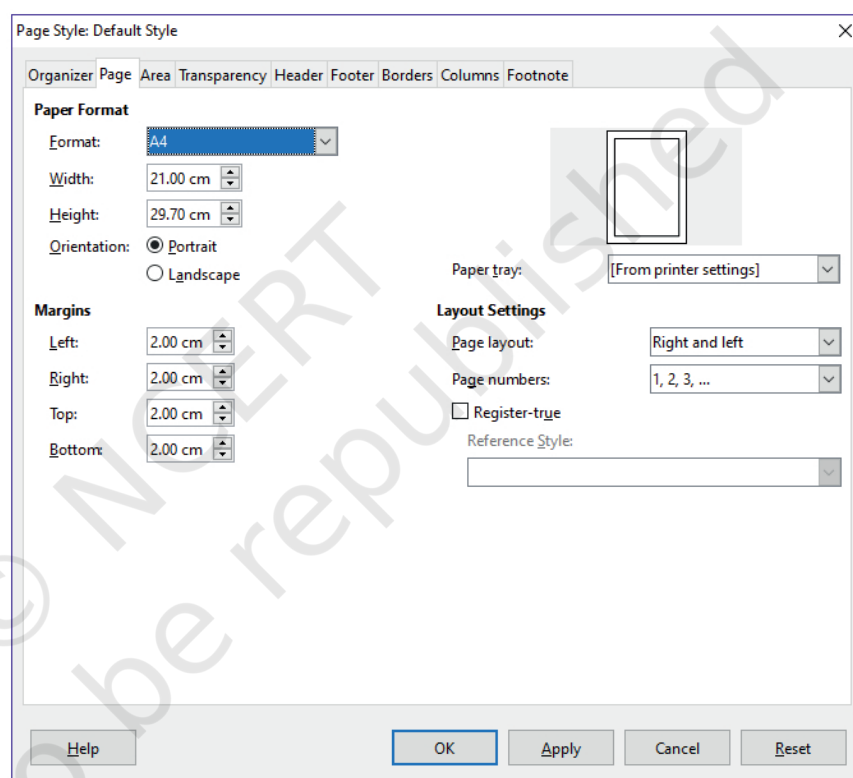 Page Style: Default Style
Organizer Page Area Transparency Header Footer Borders Columns Footnote
Paper Format
Format: A4
Width: 21.00 cm
Height: 29.70 cm
Orientation: Portrait
Landscape
Paper tray: [From printer settings]
Margins
Left: 2.00 cm
Right: 2.00 cm
Top: 2.00 cm
Bottom: 2.00 cm
Layout Settings
Page layout: Right and left
Page numbers: 1, 2, 3, ...
Register-true
Reference Style:
Help OK Apply Cancel Reset
© NCERT
o be republished